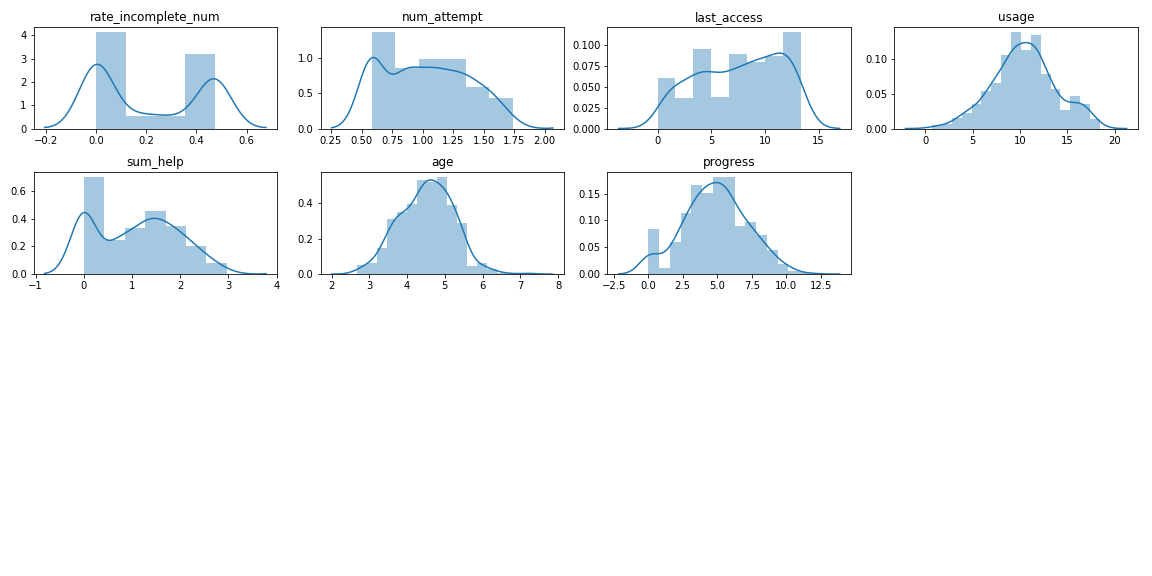 rate_incomplete_num
4
3
2
1
0
−0.2 0.0 0.2 0.4 0.6
num_attempt
1.0
0.5
0.0
0.25 0.50 0.75 1.00 1.25 1.50 1.75 2.00
last_access
0.100
0.075
0.050
0.025
0.000
0 5 10 15
usage
0.10
0.05
0.00
0 5 10 15 20
sum_help
0.6
0.4
0.2
0.0
−1 0 1 2 3 4
age
0.4
0.2
0.0
2 3 4 5 6 7 8
progress
0.15
0.10
0.05
0.00
−2.5 0.0 2.5 5.0 7.5 10.0 12.5